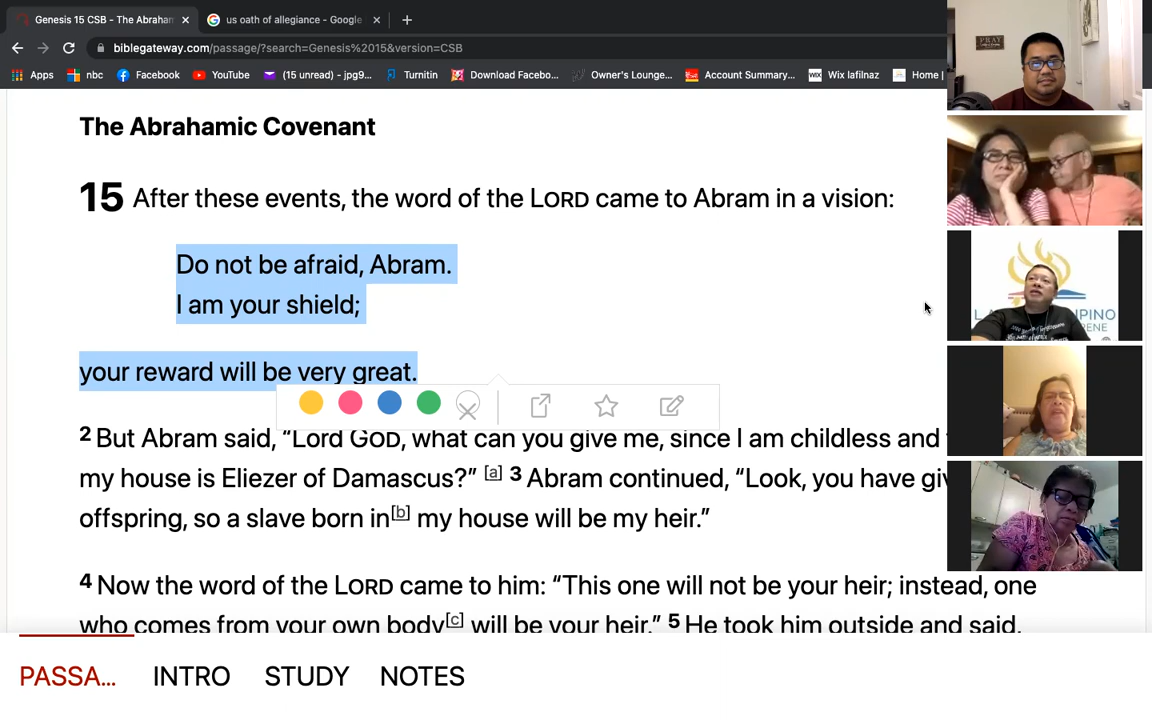 Genesis 15 CSB - The Abraham
us oath of allegiance - Google
biblegateway.com/passage/?search=Genesis%2015&version=CSB
Apps nbc Facebook YouTube (15 unread) - jpg9... Turnitin Download Facebo... Owner's Lounge... Account Summary... WIX Wix lafilnaz Home |
The Abrahamic Covenant
15 After these events, the word of the LORD came to Abram in a vision:
Do not be afraid, Abram.
I am your shield;
your reward will be very great.
2 But Abram said, “Lord GOD, what can you give me, since I am childless and
my house is Eliezer of Damascus?” [a] 3 Abram continued, “Look, you have giv
offspring, so a slave born in[b] my house will be my heir.”
4 Now the word of the LORD came to him: “This one will not be your heir; instead, one
who comes from your own body[c] will be your heir.” 5 He took him outside and said,
PASSA... INTRO STUDY NOTES
PRAY
PINO
RENE